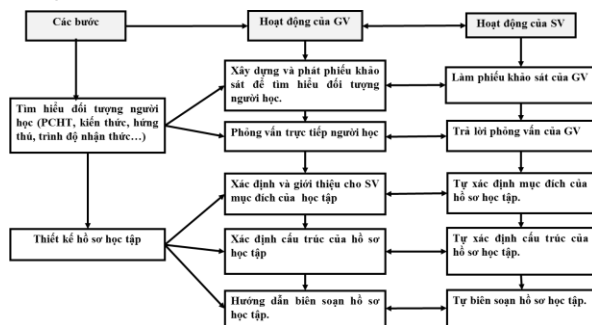 Các bước
Hoạt động của GV
Hoạt động của SV
Xây dựng và phát phiếu khảo
sát để tìm hiểu đối tượng
người học.
Làm phiếu khảo sát của GV
Tìm hiểu đối tượng người
học (PCHT, kiến thức, hứng
thú, trình độ nhận thức…)
Phỏng vấn trực tiếp người học
Trả lời phỏng vấn của GV
Xác định và giới thiệu cho SV
mục đích của học tập
Tự xác định mục đích của
hồ sơ học tập.
Thiết kế hồ sơ học tập
Xác định cấu trúc của hồ sơ
học tập
Tự xác định cấu trúc của
hồ sơ học tập.
Hướng dẫn biên soạn hồ sơ
học tập.
Tự biên soạn hồ sơ học tập.